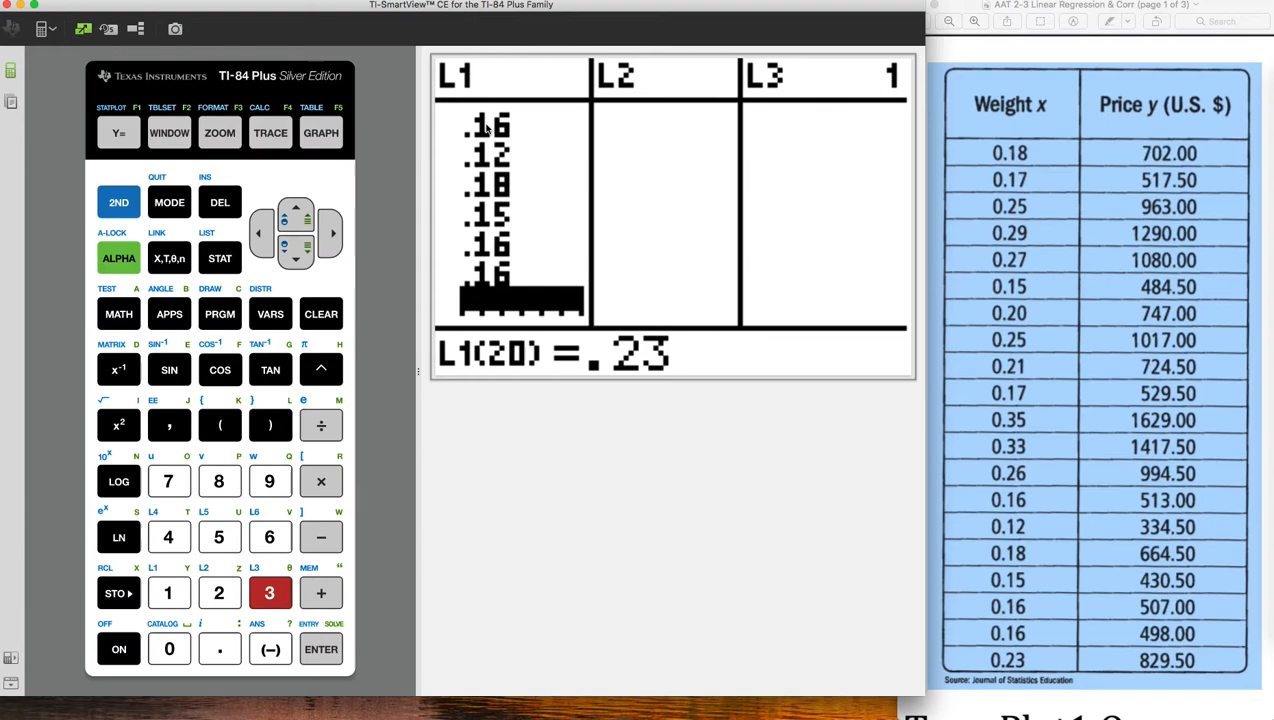 TI-SmartView™ CE for the TI-84 Plus Family
AAT 2-3 Linear Regression & Corr (page 1 of 3)
Search
TEXAS INSTRUMENTS TI-84 Plus Silver Edition
STATPLOT F1 TBLSET F2 FORMAT F3 CALC F4 TABLE F5
Y= WINDOW ZOOM TRACE GRAPH
QUIT INS
2ND MODE DEL
A-LOCK LINK LIST
ALPHA X,T,θ,n STAT
TEST A ANGLE B DRAW C DISTR
MATH APPS PRGM VARS CLEAR
MATRIX D SIN⁻¹ E COS⁻¹ F TAN⁻¹ G π H
x⁻¹ SIN COS TAN ^
√ I EE J { K } L e M
x² , ( ) ÷
10ˣ N u O v P w Q [ R
LOG 7 8 9 ×
eˣ S L4 T L5 U L6 V ] W
LN 4 5 6 −
RCL X L1 Y L2 Z L3 θ MEM “
STO▸ 1 2 3 +
OFF CATALOG i : ANS ? ENTRY SOLVE
ON 0 . (−) ENTER
L1 L2 L3 1
.16
.12
.18
.15
.16
.16
L1(20) =.23
Weight x Price y (U.S. $)
0.18 702.00
0.17 517.50
0.25 963.00
0.29 1290.00
0.27 1080.00
0.15 484.50
0.20 747.00
0.25 1017.00
0.21 724.50
0.17 529.50
0.35 1629.00
0.33 1417.50
0.26 994.50
0.16 513.00
0.12 334.50
0.18 664.50
0.15 430.50
0.16 507.00
0.16 498.00
0.23 829.50
Source: Journal of Statistics Education